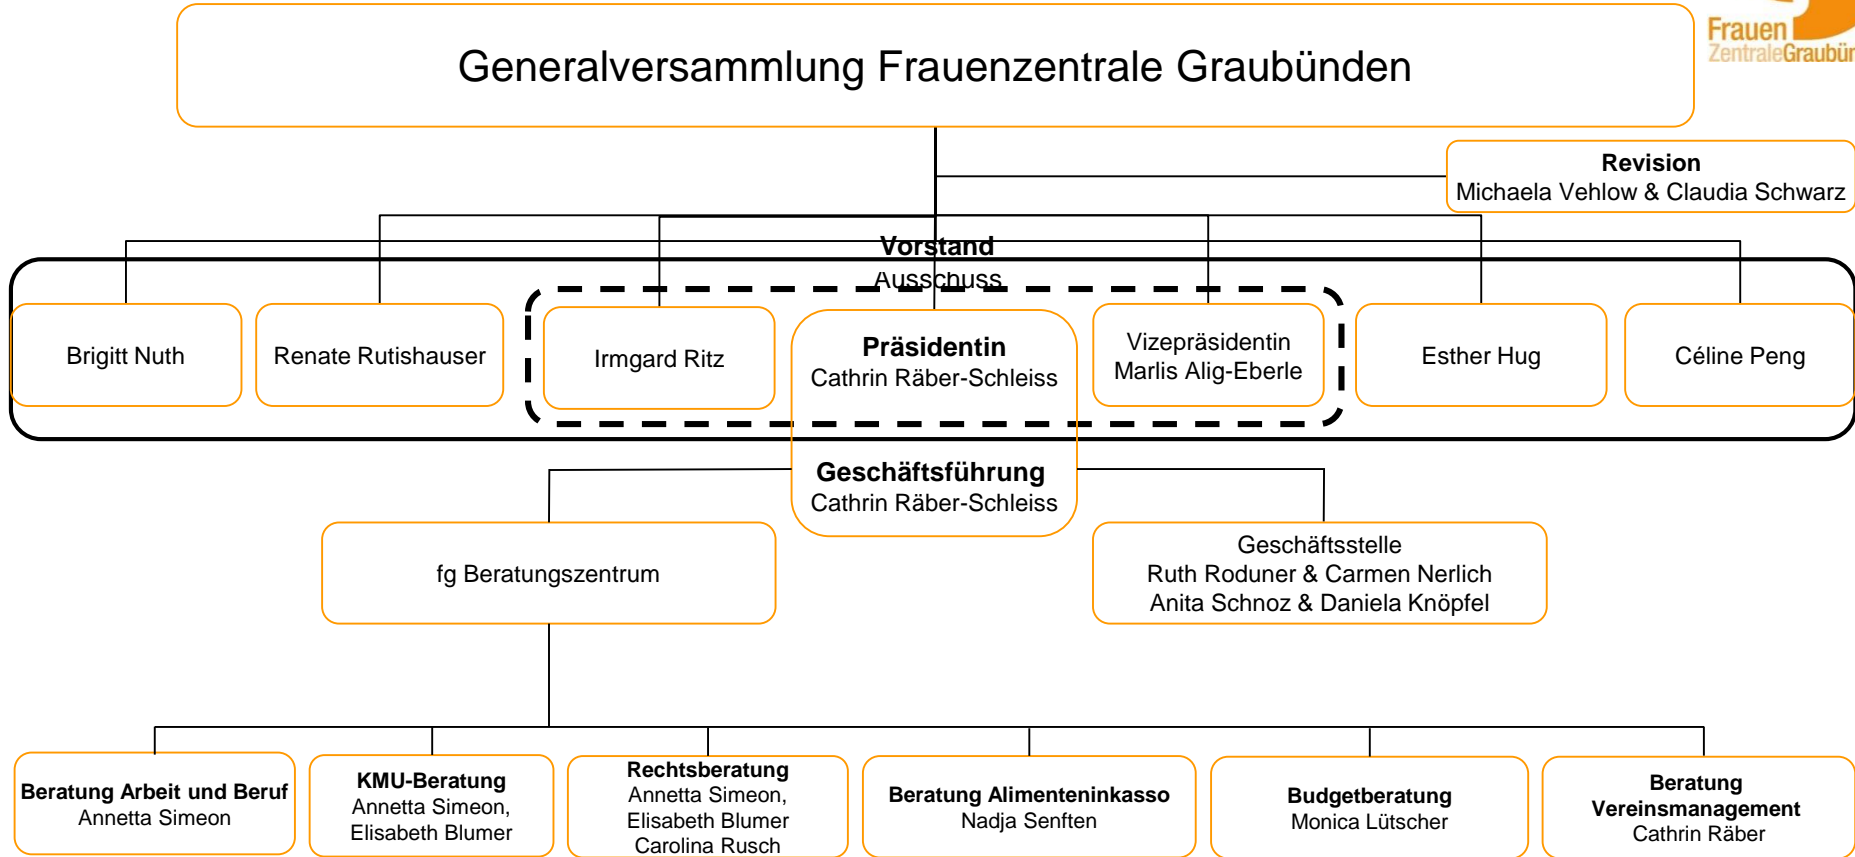 Generalversammlung Frauenzentrale Graubünden
Frauen
ZentraleGraubün
Revision
Michaela Vehlow & Claudia Schwarz
Vorstand
Ausschuss
Brigitt Nuth
Renate Rutishauser
Irmgard Ritz
Präsidentin
Cathrin Räber-Schleiss
Vizepräsidentin
Marlis Alig-Eberle
Esther Hug
Céline Peng
Geschäftsführung
Cathrin Räber-Schleiss
fg Beratungszentrum
Geschäftsstelle
Ruth Roduner & Carmen Nerlich
Anita Schnoz & Daniela Knöpfel
Beratung Arbeit und Beruf
Annetta Simeon
KMU-Beratung
Annetta Simeon,
Elisabeth Blumer
Rechtsberatung
Annetta Simeon,
Elisabeth Blumer
Carolina Rusch
Beratung Alimenteninkasso
Nadja Senften
Budgetberatung
Monica Lütscher
Beratung
Vereinsmanagement
Cathrin Räber